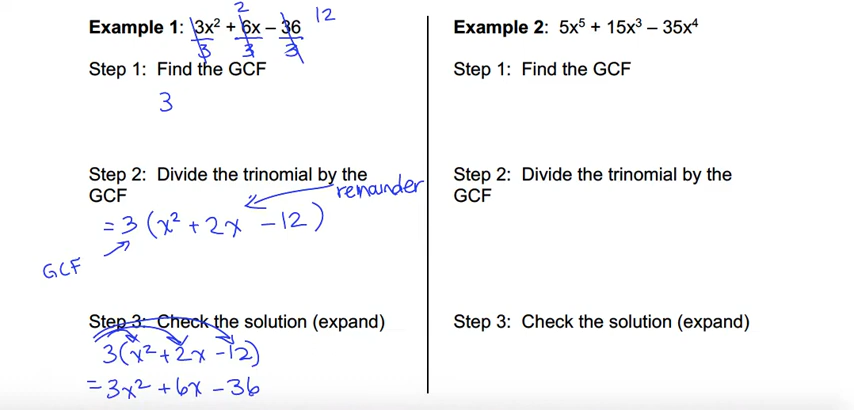 2 12
Example 1: 3x² + 6x – 36
3 3 3
Step 1: Find the GCF
3
Step 2: Divide the trinomial by the
GCF
remainder
= 3 (x² + 2x - 12)
GCF
Step 3: Check the solution (expand)
3(x² + 2x - 12)
= 3x² + 6x - 36
Example 2: 5x⁵ + 15x³ – 35x⁴
Step 1: Find the GCF
Step 2: Divide the trinomial by the
GCF
Step 3: Check the solution (expand)